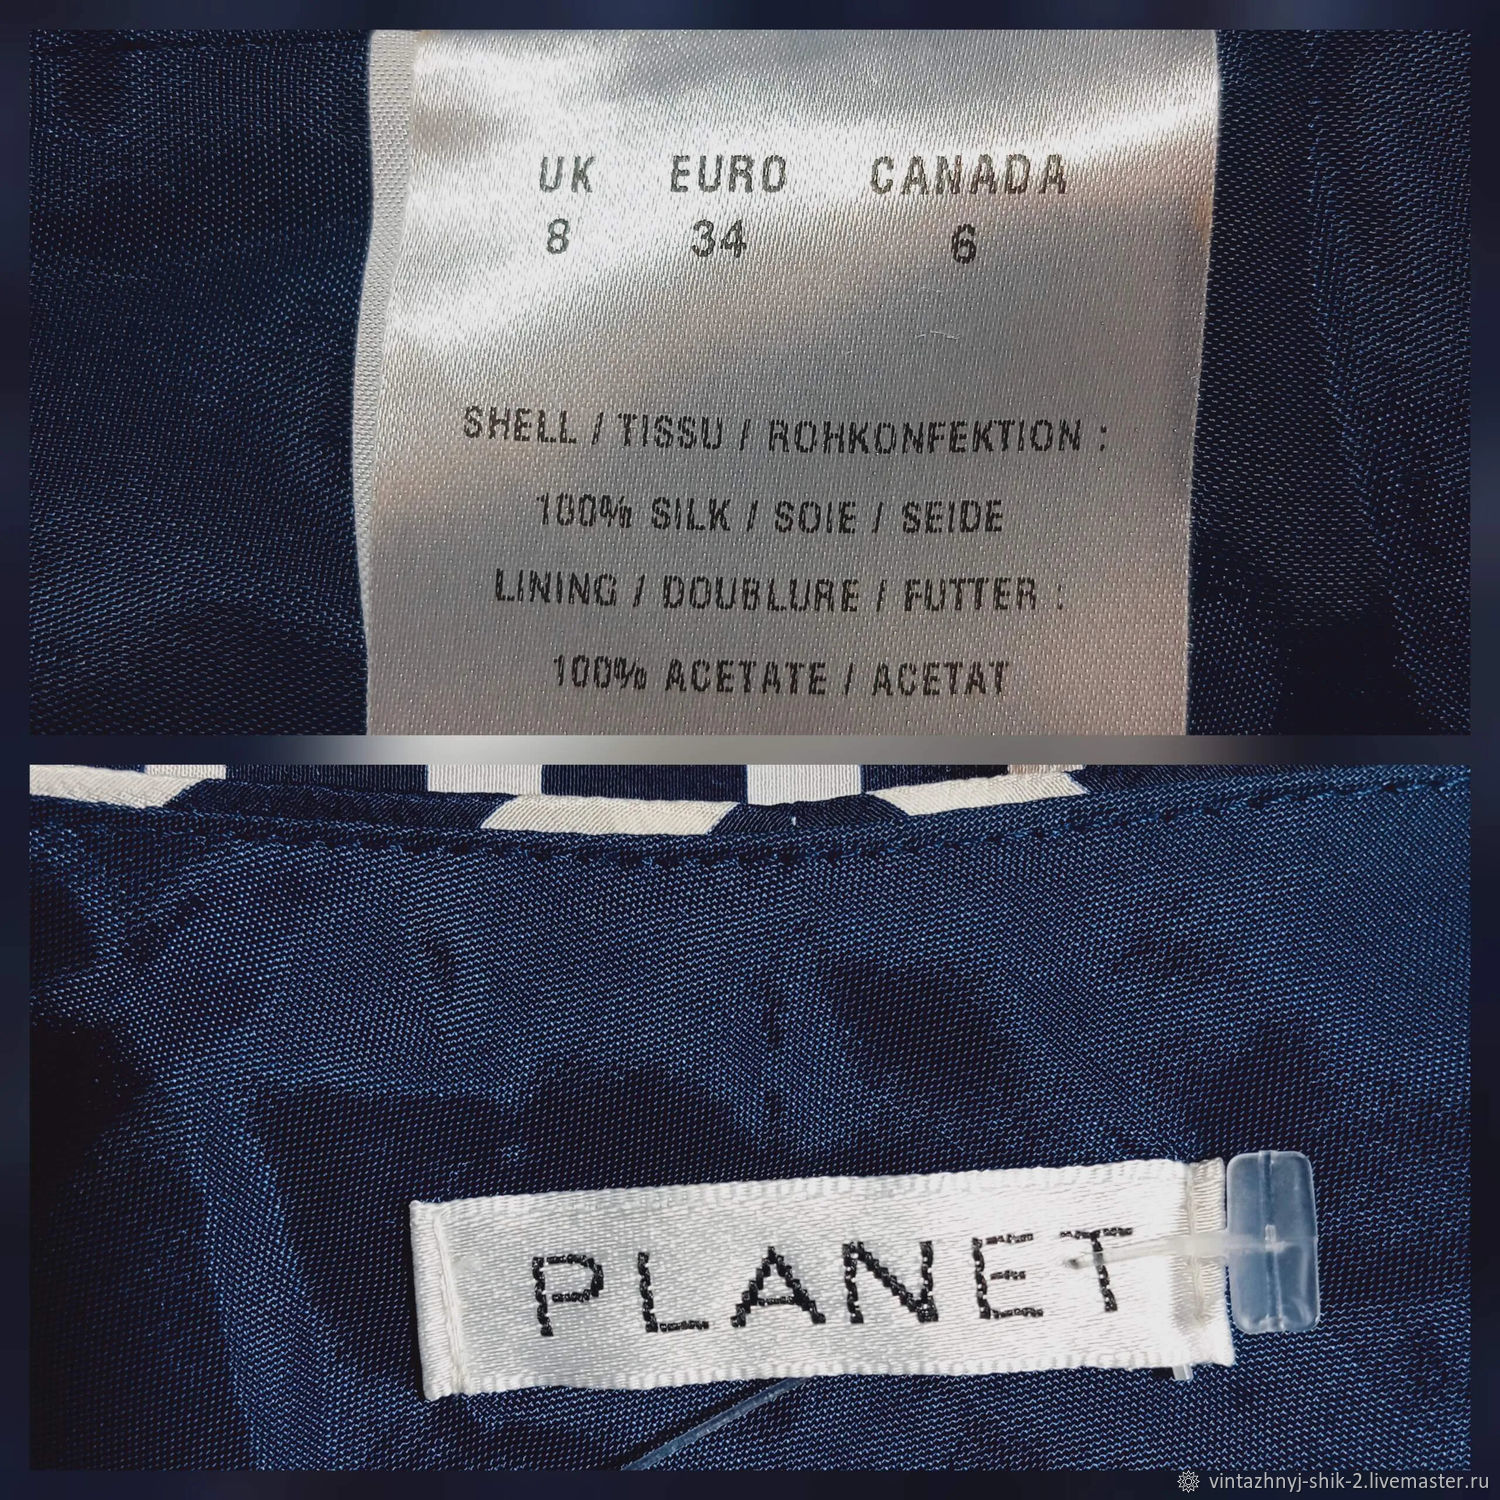 UK EURO CANADA
8 34 6
SHELL / TISSU / ROHKONFEKTION :
100% SILK / SOIE / SEIDE
LINING / DOUBLURE / FUTTER :
100% ACETATE / ACETAT
PLANET
vintazhnyj-shik-2.livemaster.ru